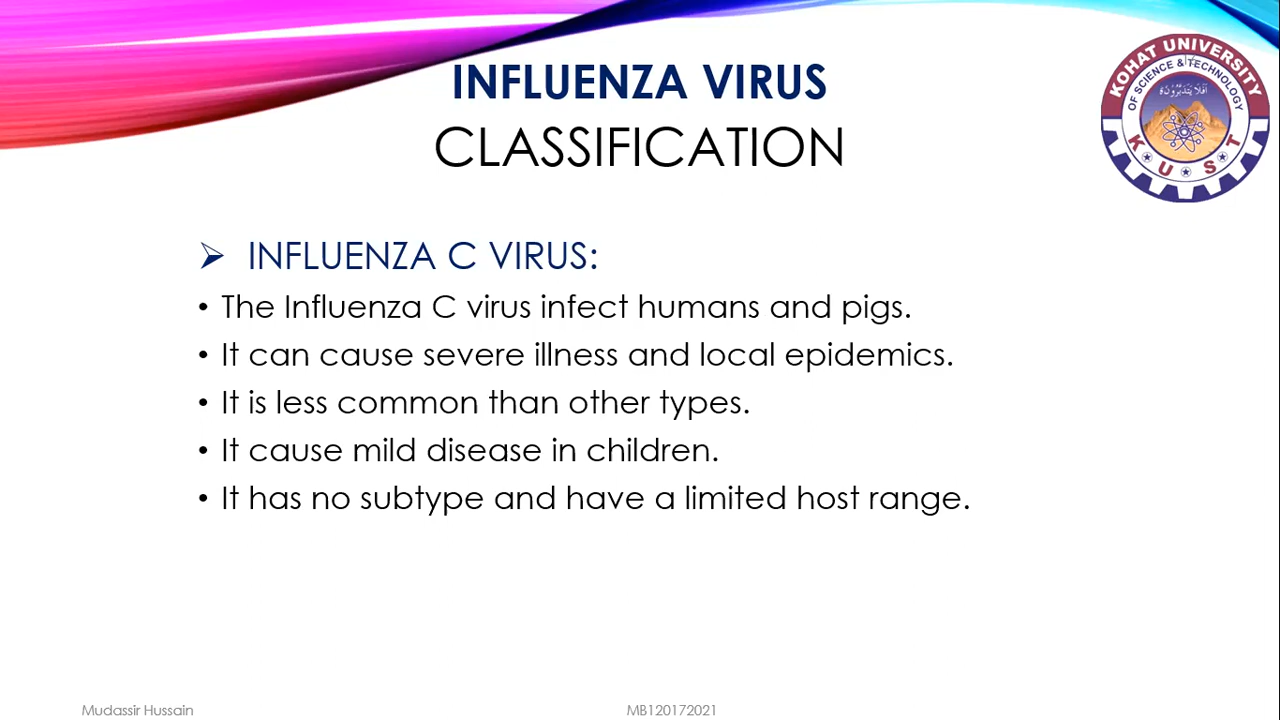 INFLUENZA VIRUS
CLASSIFICATION
KOHAT UNIVERSITY
OF SCIENCE & TECHNOLOGY
أفلا يتدبرون
K U S T
➢ INFLUENZA C VIRUS:
• The Influenza C virus infect humans and pigs.
• It can cause severe illness and local epidemics.
• It is less common than other types.
• It cause mild disease in children.
• It has no subtype and have a limited host range.
Mudassir Hussain
MB120172021